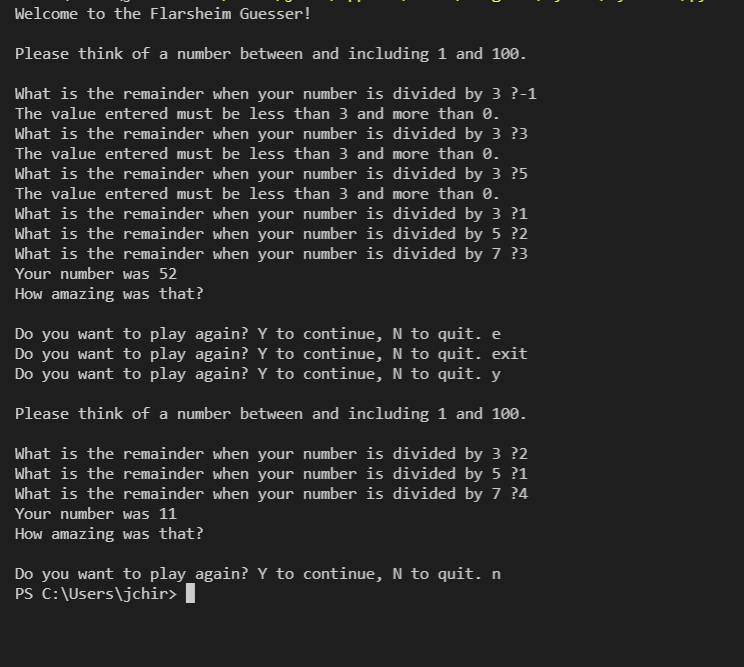 Welcome to the Flarsheim Guesser!
Please think of a number between and including 1 and 100.
What is the remainder when your number is divided by 3 ?-1
The value entered must be less than 3 and more than 0.
What is the remainder when your number is divided by 3 ?3
The value entered must be less than 3 and more than 0.
What is the remainder when your number is divided by 3 ?5
The value entered must be less than 3 and more than 0.
What is the remainder when your number is divided by 3 ?1
What is the remainder when your number is divided by 5 ?2
What is the remainder when your number is divided by 7 ?3
Your number was 52
How amazing was that?
Do you want to play again? Y to continue, N to quit. e
Do you want to play again? Y to continue, N to quit. exit
Do you want to play again? Y to continue, N to quit. y
Please think of a number between and including 1 and 100.
What is the remainder when your number is divided by 3 ?2
What is the remainder when your number is divided by 5 ?1
What is the remainder when your number is divided by 7 ?4
Your number was 11
How amazing was that?
Do you want to play again? Y to continue, N to quit. n
PS C:\Users\jchir>